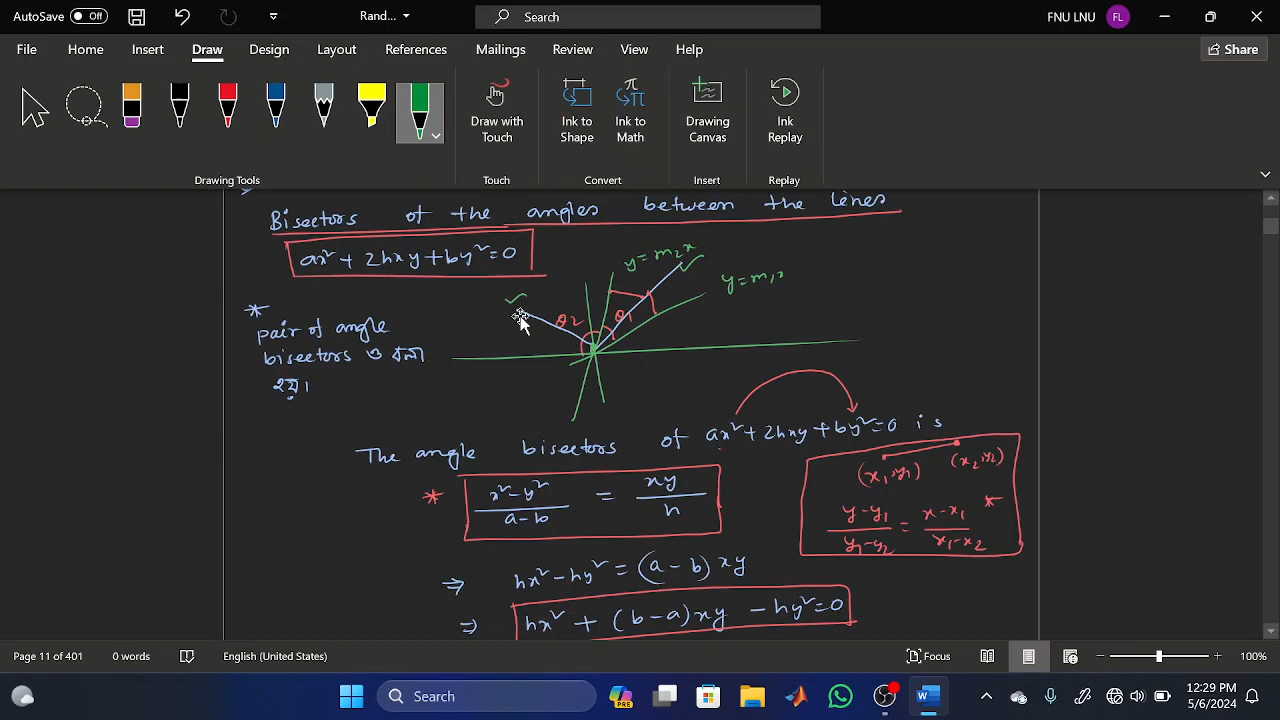 AutoSave Off Rand... Search FNU LNU FL
File Home Insert Draw Design Layout References Mailings Review View Help Share
Draw with Touch
Ink to Shape
Ink to Math
Drawing Canvas
Ink Replay
Drawing Tools Touch Convert Insert Replay
Bisectors of the angles between the lines
ax²+2hxy+by²=0
y=m₂x
y=m₁x
θ2 θ1
* pair of angle
bisectors
The angle bisectors of ax²+2hxy+by²=0 is
* (x²-y²)/(a-b) = xy/h
(x₁,y₁) (x₂,y₂)
(y-y₁)/(y₁-y₂) = (x-x₁)/(x₁-x₂) *
⇒ hx²-hy²=(a-b)xy
⇒ hx²+(b-a)xy-hy²=0
Page 11 of 401 0 words English (United States) Focus 100%
Search PRE 12:29 PM
5/6/2024